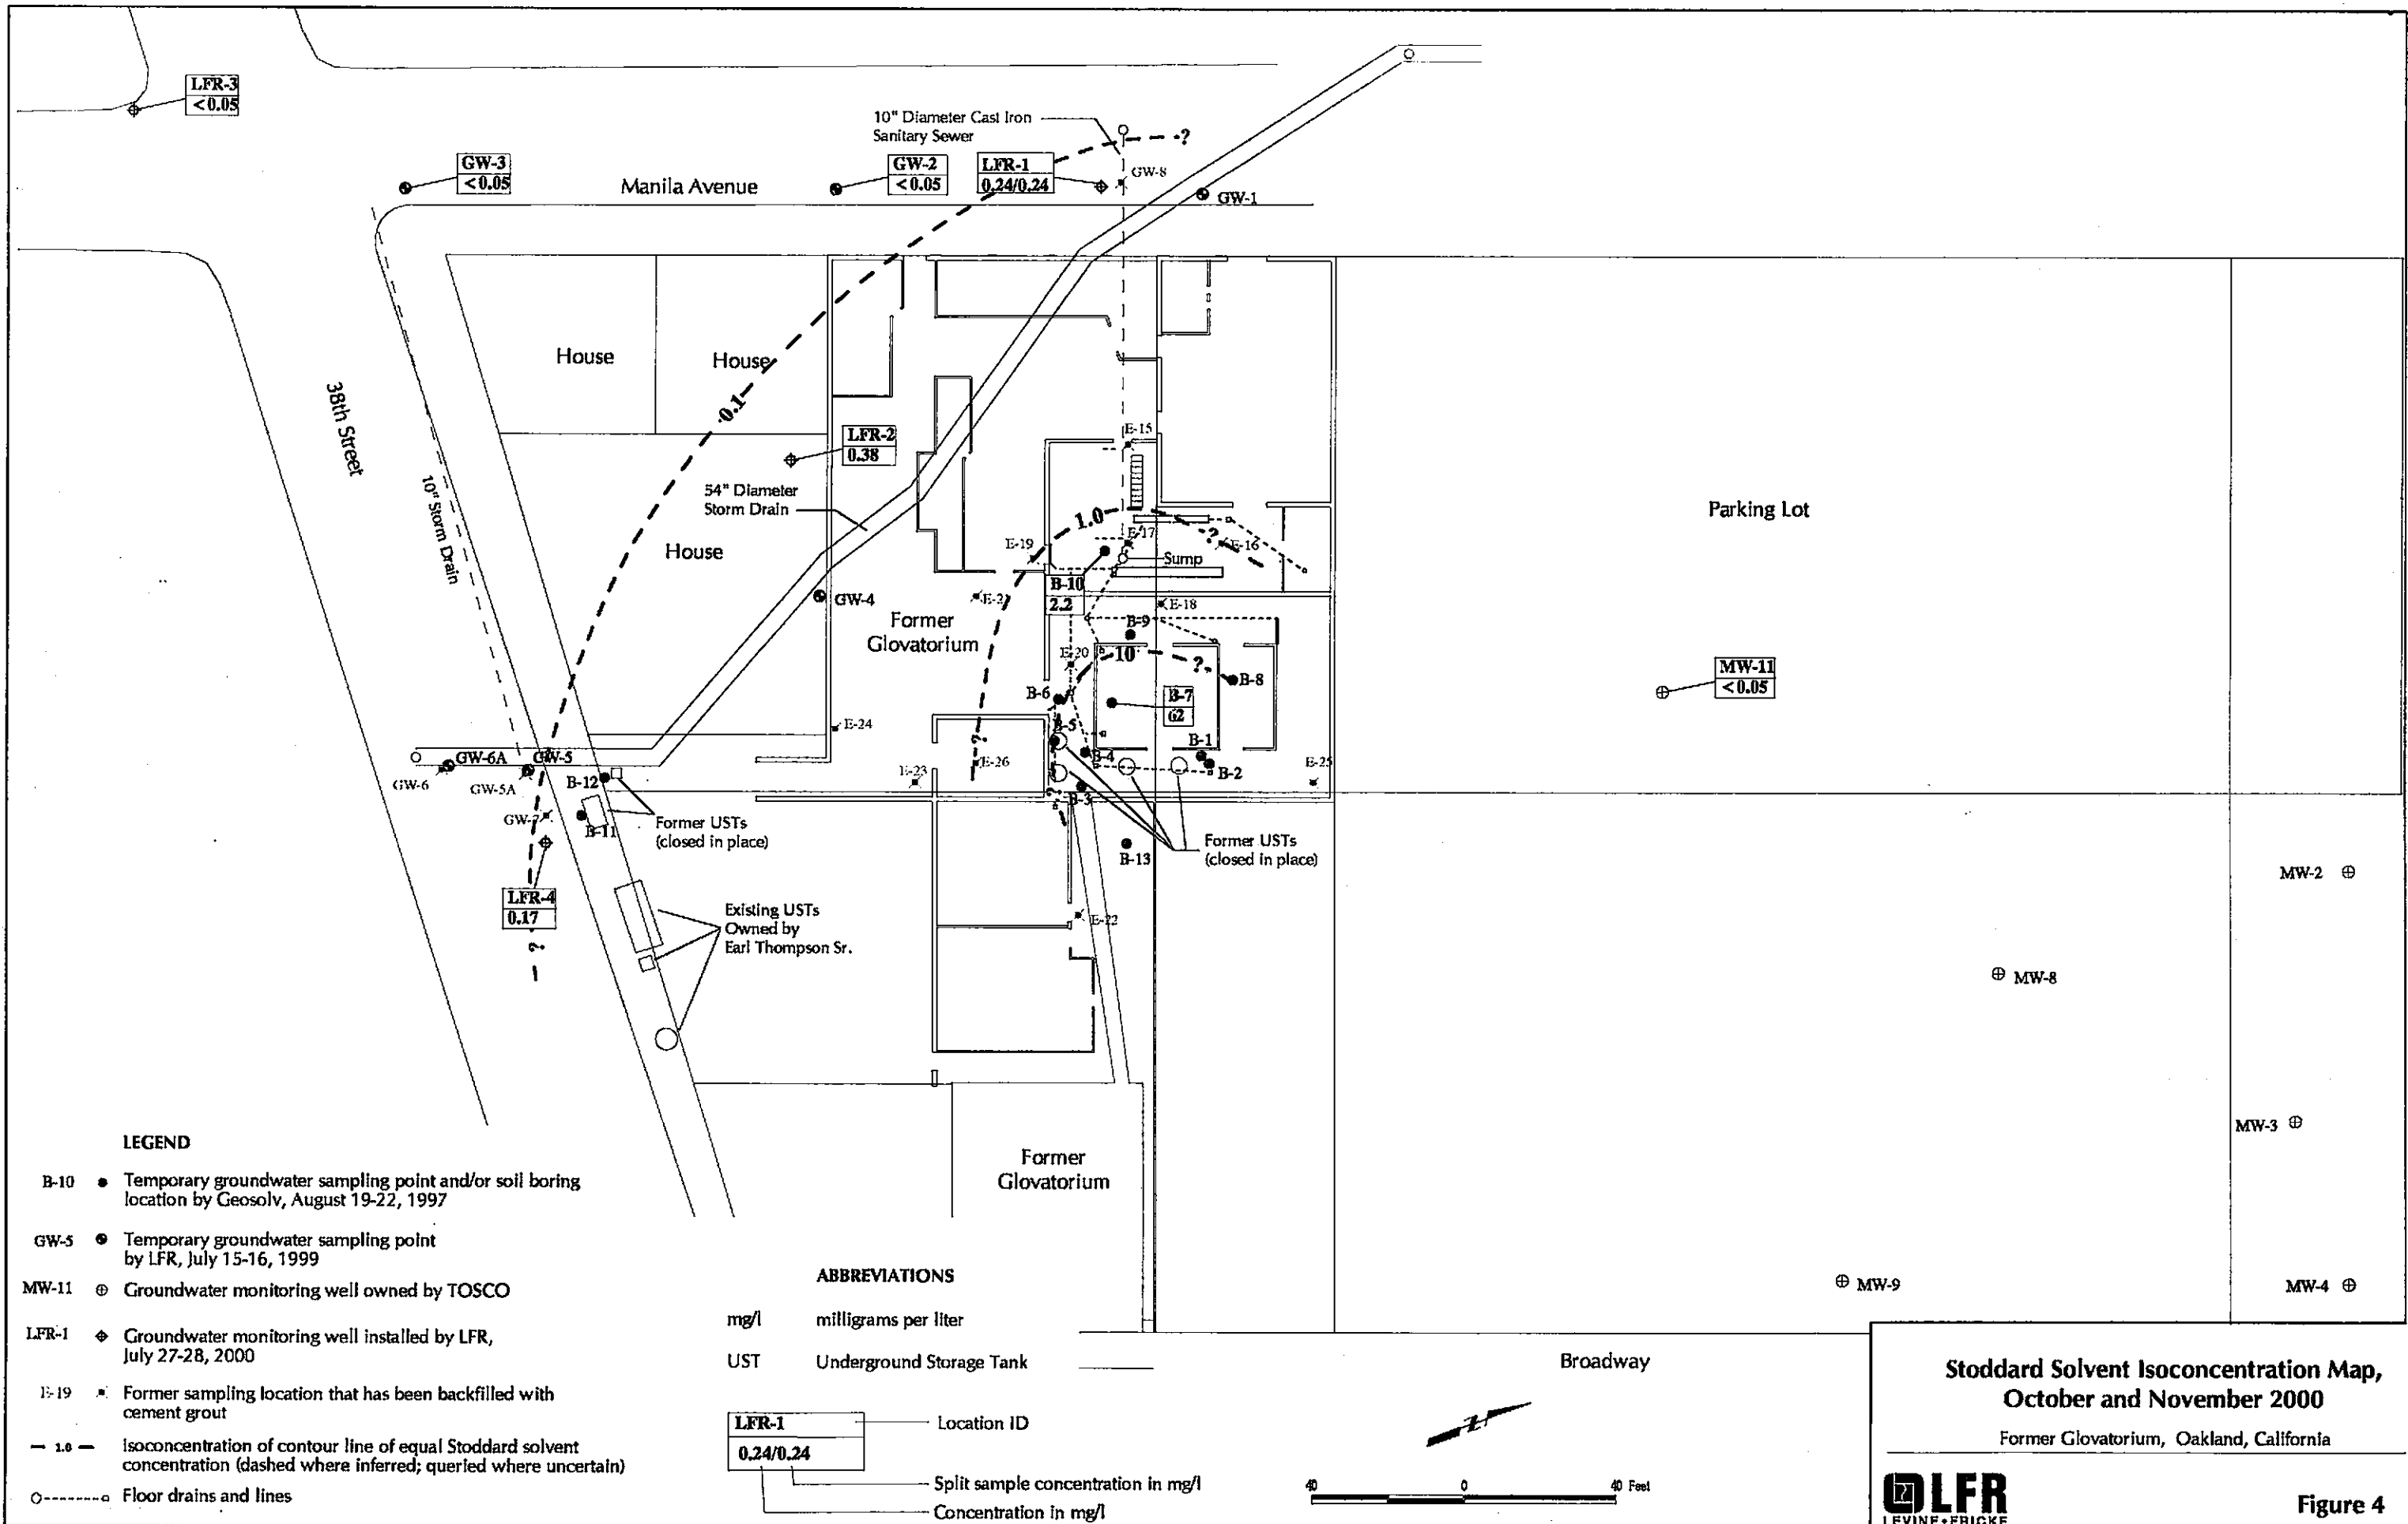 LFR-3
<0.05
10" Diameter Cast Iron
Sanitary Sewer
?
GW-3
<0.05
Manila Avenue
GW-2
<0.05
LFR-1
0.24/0.24
GW-8
GW-1
House
House
38th Street
0.1
LFR-2
0.38
E-15
10" Storm Drain
54" Diameter
Storm Drain
Parking Lot
1.0
House
E-19
E-17
?
E-16
Sump
B-10
2.2
GW-4
E-21
E-18
Former
Glovatorium
B-9
E-20
10
?
B-8
MW-11
<0.05
B-6
B-7
62
B-5
E-24
?
B-1
B-4
B-2
GW-6A
GW-5
GW-6
GW-5A
B-12
E-23
E-26
E-25
?
B-3
GW-7
B-11
Former USTs
(closed in place)
B-13
Former USTs
(closed in place)
MW-2
LFR-4
0.17
?
Existing USTs
Owned by
Earl Thompson Sr.
E-22
MW-8
MW-3
Former
Glovatorium
MW-9
MW-4
LEGEND
B-10 Temporary groundwater sampling point and/or soil boring
location by Geosolv, August 19-22, 1997
GW-5 Temporary groundwater sampling point
by LFR, July 15-16, 1999
MW-11 Groundwater monitoring well owned by TOSCO
LFR-1 Groundwater monitoring well installed by LFR,
July 27-28, 2000
E-19 Former sampling location that has been backfilled with
cement grout
1.0 Isoconcentration of contour line of equal Stoddard solvent
concentration (dashed where inferred; queried where uncertain)
Floor drains and lines
ABBREVIATIONS
mg/l milligrams per liter
UST Underground Storage Tank
LFR-1 Location ID
0.24/0.24
Split sample concentration in mg/l
Concentration in mg/l
Broadway
Z
40 0 40 Feet
Stoddard Solvent Isoconcentration Map,
October and November 2000
Former Glovatorium, Oakland, California
LFR
LEVINE•FRICKE
Figure 4